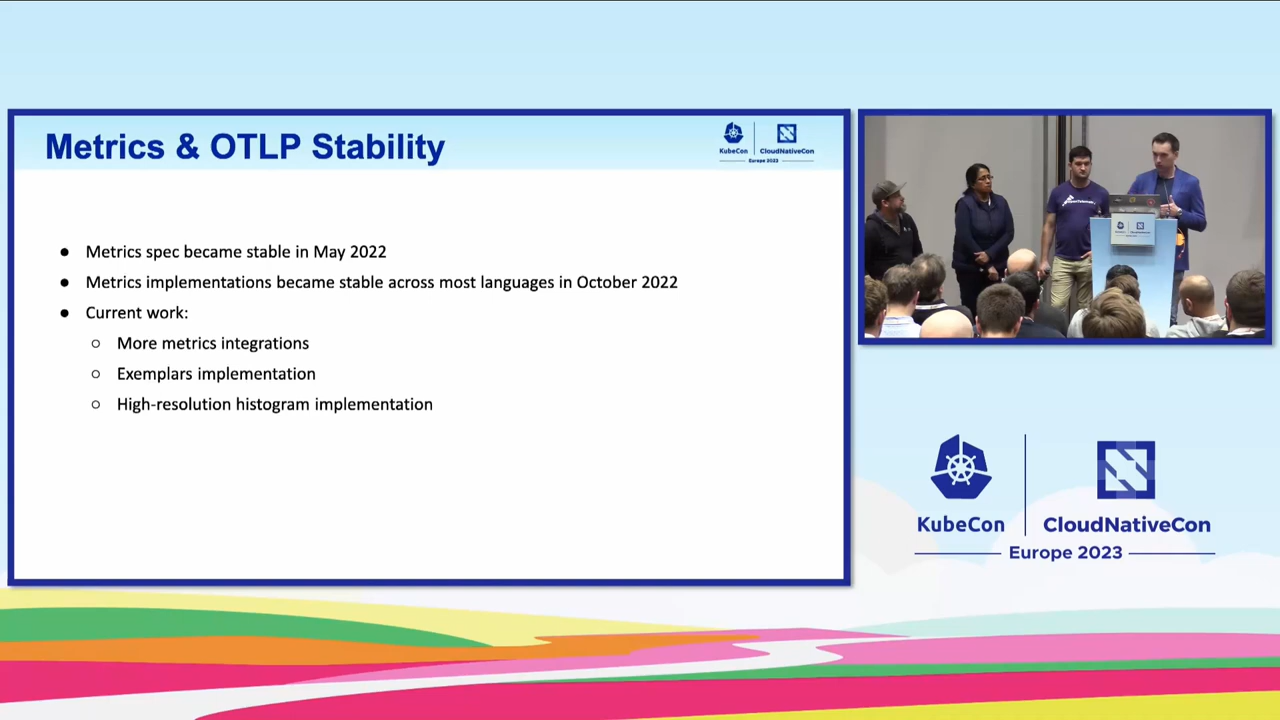 Metrics & OTLP Stability
KubeCon
CloudNativeCon
Europe 2023
● Metrics spec became stable in May 2022
● Metrics implementations became stable across most languages in October 2022
● Current work:
○ More metrics integrations
○ Exemplars implementation
○ High-resolution histogram implementation
KubeCon
CloudNativeCon
Europe 2023